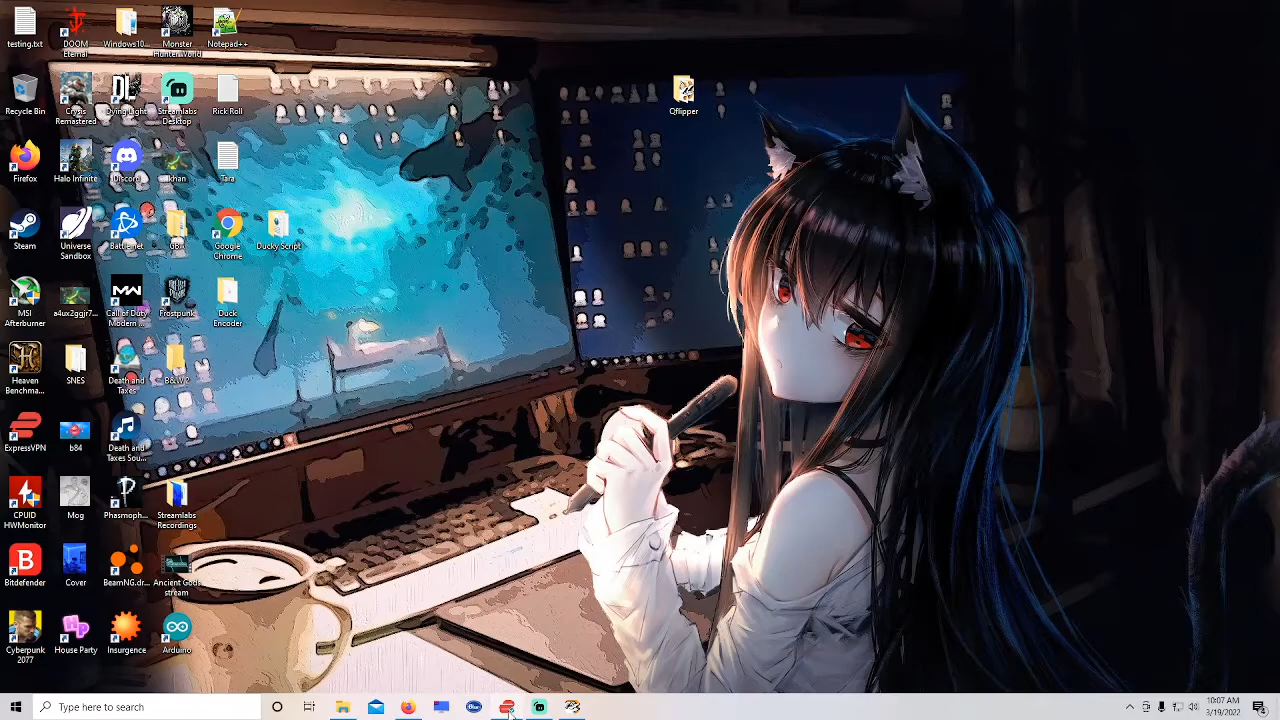 testing.txt
DOOM
Eternal
Windows10...
Monster
Hunter World
Notepad++
Recycle Bin
Crysis
Remastered
Dying Light
Streamlabs
Desktop
Rick Roll
Qflipper
Firefox
Halo Infinite
Discord
khan
Tara
Steam
Universe
Sandbox
Battle.net
Google
Chrome
Ducky Script
MSI
Afterburner
a4ux2ggjr7...
Call of Duty
Modern ...
Frostpunk
Duck
Encoder
Heaven
Benchma...
SNES
Death and
Taxes
B&W 2
ExpressVPN
b84
Death and
Taxes Sou...
CPUID
HWMonitor
Mog
Phasmoph...
Streamlabs
Recordings
Bitdefender
Cover
BeamNG.dr...
Ancient Gods
stream
Cyberpunk
2077
House Party
Insurgence
Arduino
Type here to search
10:07 AM
3/19/2022